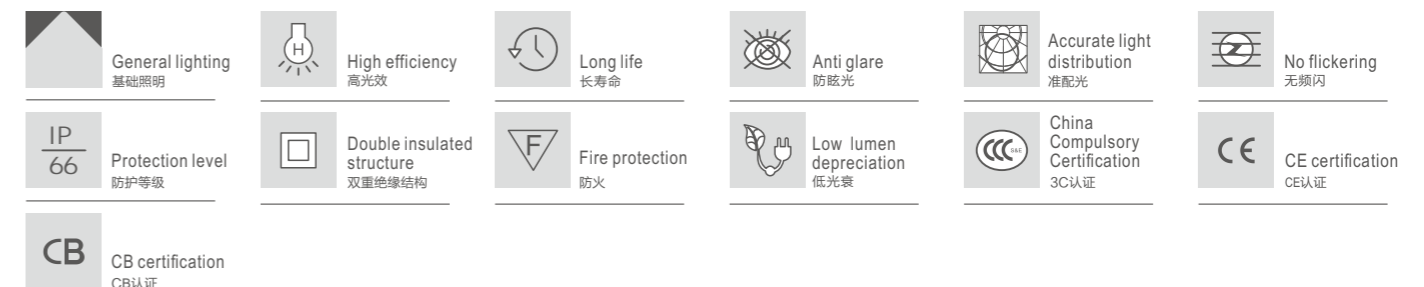 General lighting
基础照明
H
High efficiency
高光效
Long life
长寿命
Anti glare
防眩光
Accurate light
distribution
准配光
No flickering
无频闪
IP
66
Protection level
防护等级
Double insulated
structure
双重绝缘结构
F
Fire protection
防火
Low lumen
depreciation
低光衰
CCC S&E
China
Compulsory
Certification
3C认证
CE
CE certification
CE认证
CB
CB certification
CB认证